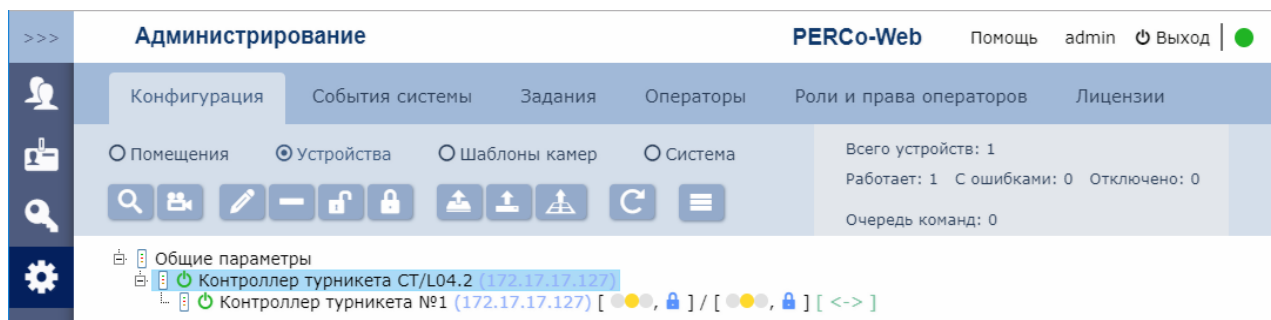 >>> Администрирование PERCo-Web Помощь admin Выход
Конфигурация События системы Задания Операторы Роли и права операторов Лицензии
Помещения Устройства Шаблоны камер Система
Всего устройств: 1
Работает: 1 С ошибками: 0 Отключено: 0
Очередь команд: 0
Общие параметры
Контроллер турникета CT/L04.2 (172.17.17.127)
Контроллер турникета №1 (172.17.17.127) [ , ] / [ , ] [ <-> ]